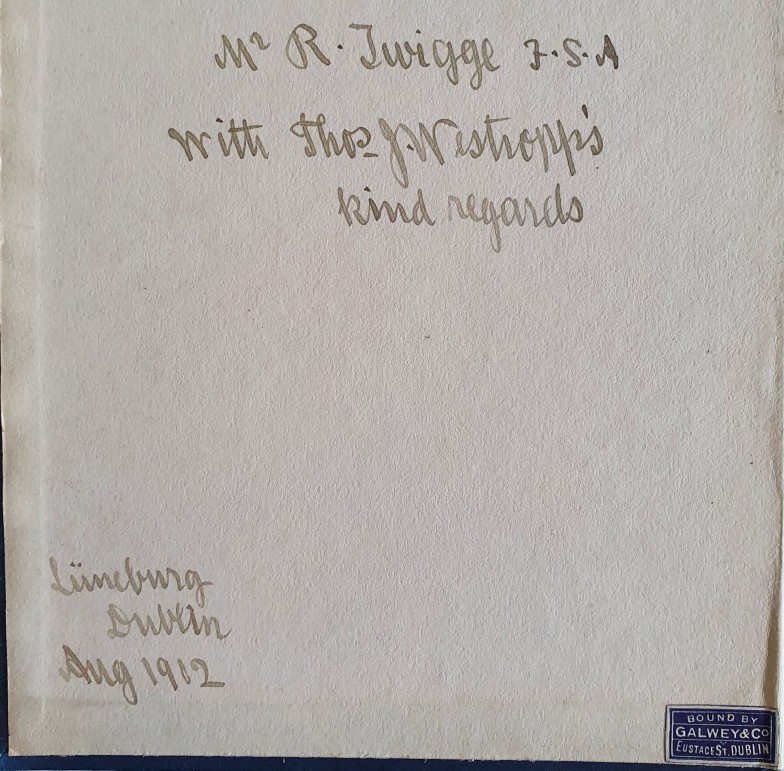 Mr R. Twigge F.S.A
with Thos J. Westropp's
kind regards
Lüneburg
Dublin
Aug 1912
BOUND BY
GALWEY & Co
EUSTACE ST. DUBLIN